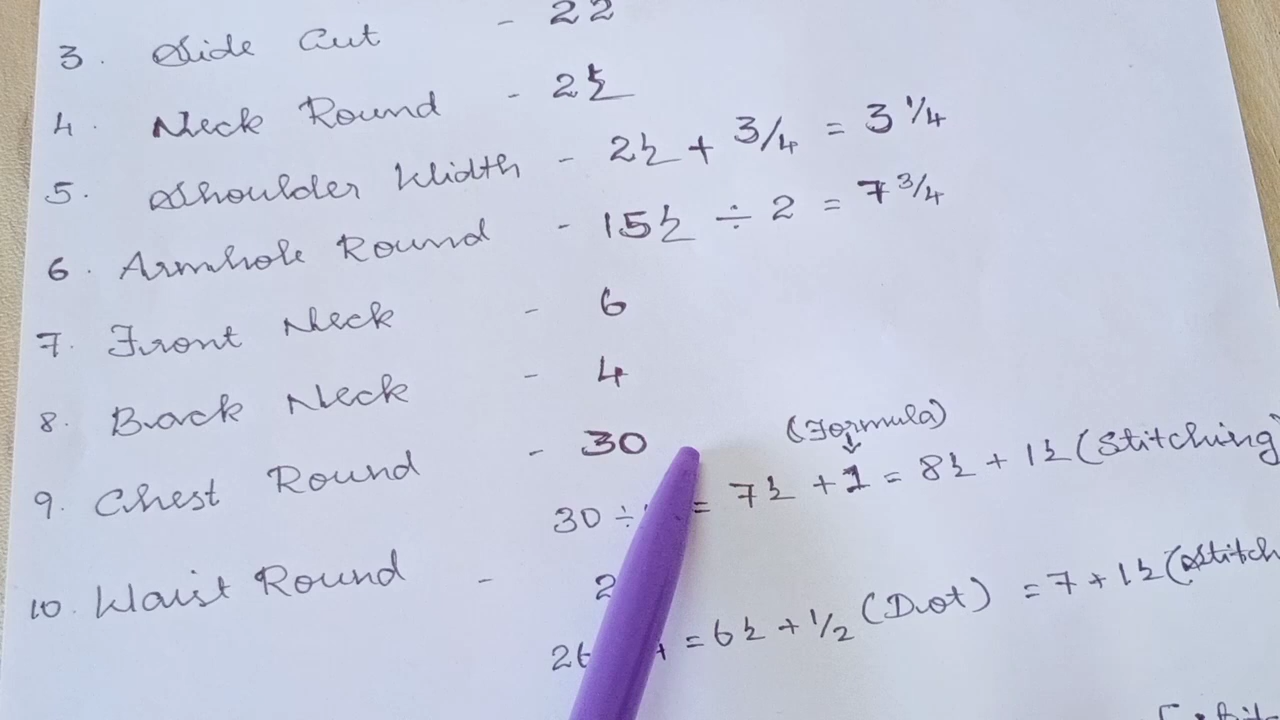 3. Side Cut - 22
4. Neck Round - 2½
5. Shoulder Width - 2½ + 3/4 = 3 1/4
6. Armhole Round - 15½ ÷ 2 = 7 3/4
7. Front Neck - 6
8. Back Neck - 4
9. Chest Round - 30
(Formula)
30 ÷ = 7½ + 1 = 8½ + 1½ (Stitching)
10. Waist Round - 2
26 = 6½ + 1/2 (Dot) = 7 + 1½ (Stitch